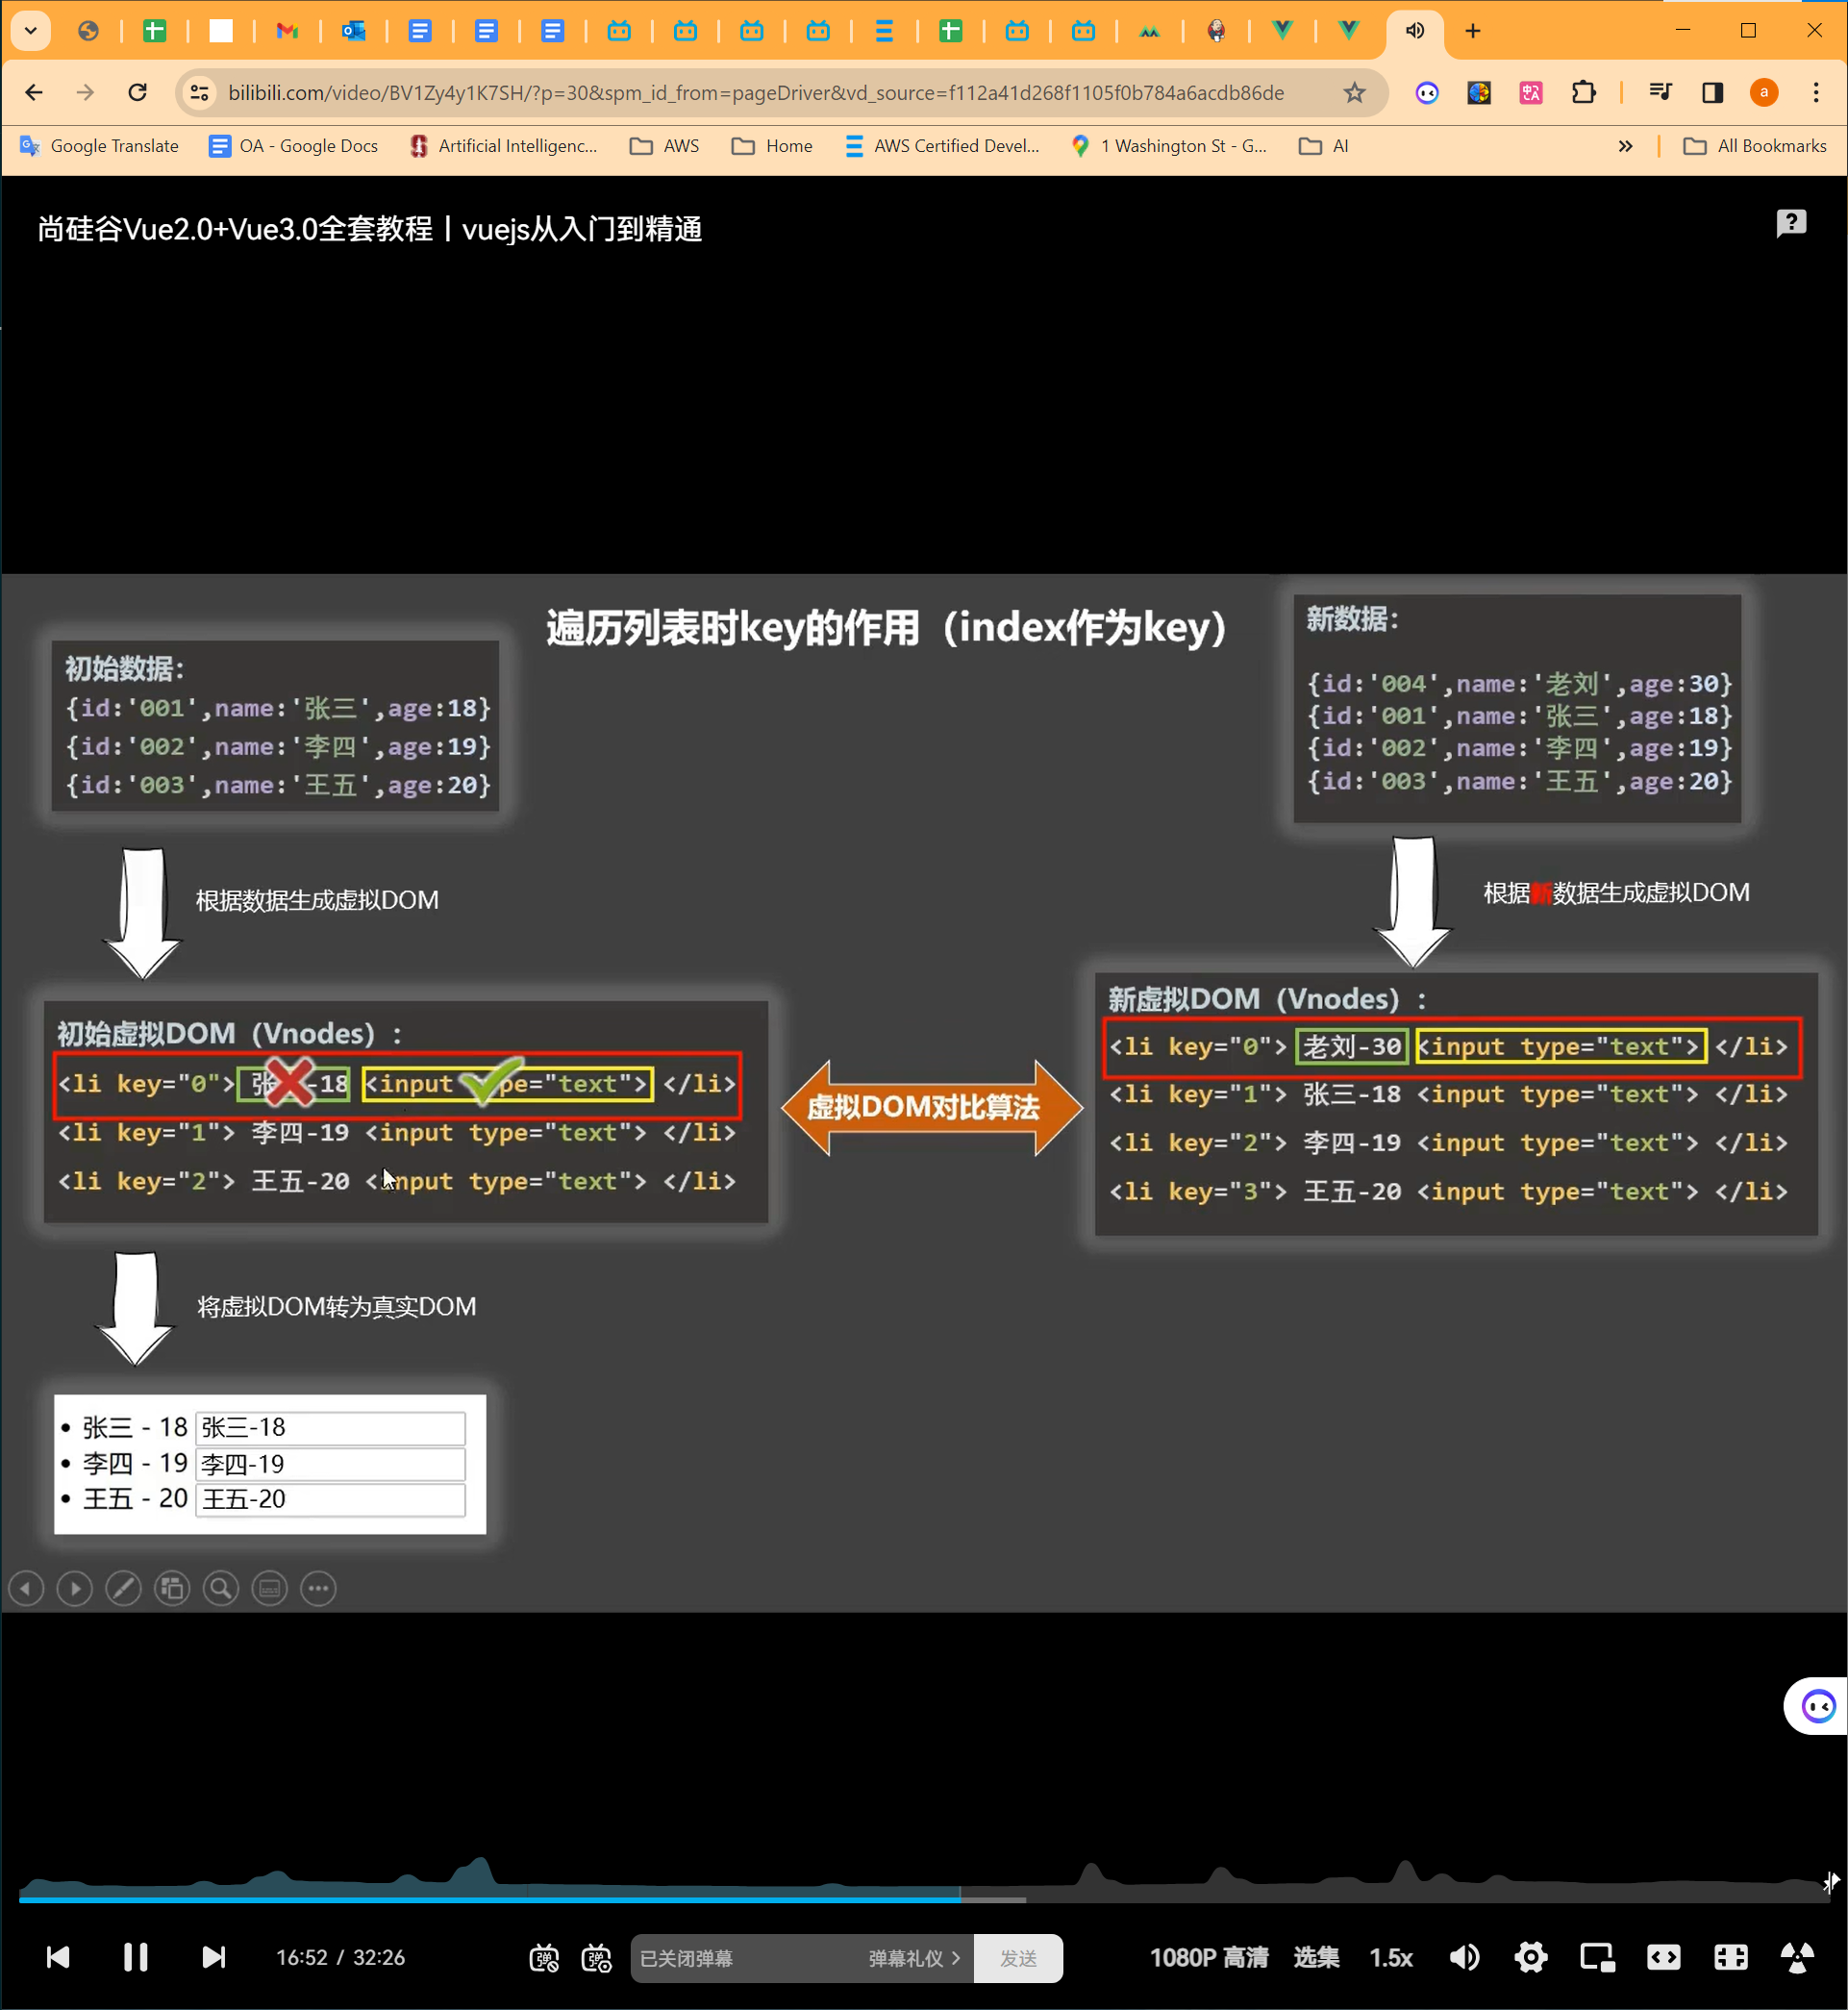 bilibili.com/video/BV1Zy4y1K7SH/?p=30&spm_id_from=pageDriver&vd_source=f112a41d268f1105f0b784a6acdb86de
a
Google Translate
OA - Google Docs
Artificial Intelligenc...
AWS
Home
AWS Certified Devel...
1 Washington St - G...
AI
All Bookmarks
尚硅谷Vue2.0+Vue3.0全套教程丨vuejs从入门到精通
遍历列表时key的作用（index作为key）
初始数据：
{id:'001',name:'张三',age:18}
{id:'002',name:'李四',age:19}
{id:'003',name:'王五',age:20}
新数据：
{id:'004',name:'老刘',age:30}
{id:'001',name:'张三',age:18}
{id:'002',name:'李四',age:19}
{id:'003',name:'王五',age:20}
根据数据生成虚拟DOM
根据新数据生成虚拟DOM
初始虚拟DOM（Vnodes）：
<li key="0"> 张 -18 <input type="text"> </li>
<li key="1"> 李四-19 <input type="text"> </li>
<li key="2"> 王五-20 <input type="text"> </li>
虚拟DOM对比算法
新虚拟DOM（Vnodes）：
<li key="0"> 老刘-30 <input type="text"> </li>
<li key="1"> 张三-18 <input type="text"> </li>
<li key="2"> 李四-19 <input type="text"> </li>
<li key="3"> 王五-20 <input type="text"> </li>
将虚拟DOM转为真实DOM
• 张三 - 18 张三-18
• 李四 - 19 李四-19
• 王五 - 20 王五-20
16:52 / 32:26
弹
弹
已关闭弹幕
弹幕礼仪 >
发送
1080P 高清
选集
1.5x